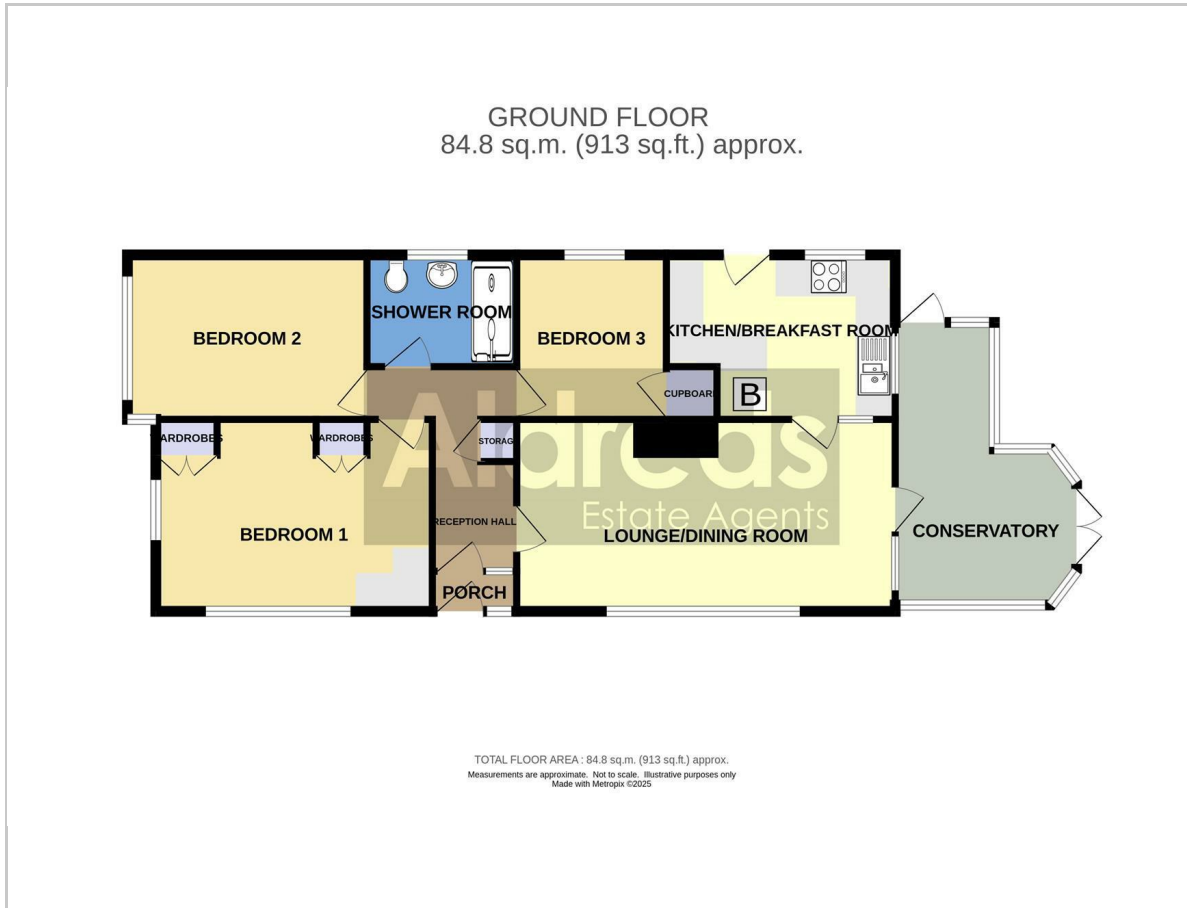 GROUND FLOOR
84.8 sq.m. (913 sq.ft.) approx.
SHOWER ROOM
BEDROOM 2
BEDROOM 3
KITCHEN/BREAKFAST ROOM
CUPBOARD
B
WARDROBES
WARDROBES
STORAG
Aldreds
Estate Agents
BEDROOM 1
RECEPTION HALL
LOUNGE/DINING ROOM
CONSERVATORY
PORCH
TOTAL FLOOR AREA : 84.8 sq.m. (913 sq.ft.) approx.
Measurements are approximate. Not to scale. Illustrative purposes only
Made with Metropix ©2025